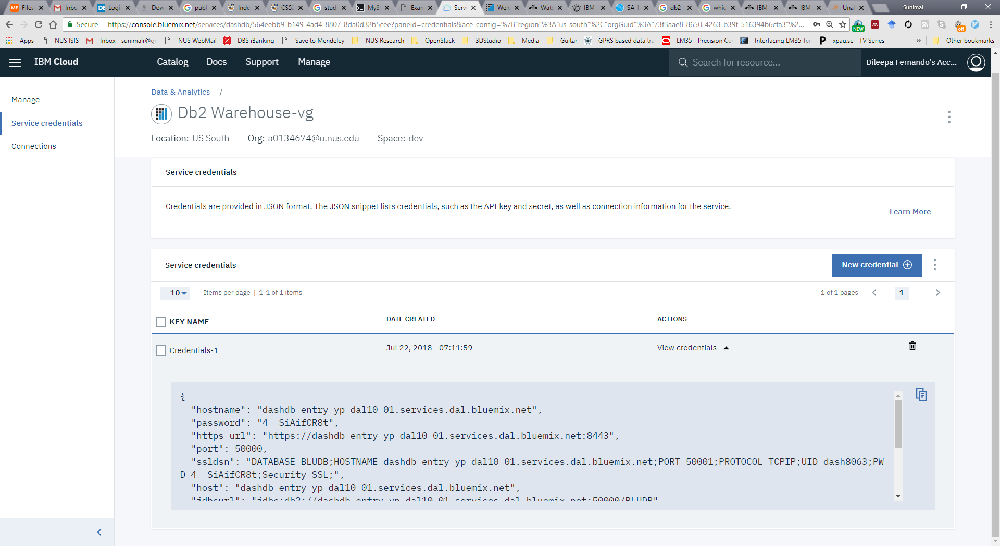 Files
Inbo
Logi
Dow
publ
Inde
CS52
stud
MyS
Exan
Serv
Welc
Wats
IBM
SA 1
db2
whic
IBM
IBM
Una
Sunimal
Secure
https://console.bluemix.net/services/dashdb/564eebb9-b149-4ad4-8807-8da0d32b5cee?paneId=credentials&ace_config=%7B"region"%3A"us-south"%2C"orgGuid"%3A"73f3aae8-8650-4263-b39f-516394b6cfa3"%2...
NEW
off
Apps
NUS ISIS
Inbox - sunimalr@gr
NUS WebMail
DBS iBanking
Save to Mendeley
NUS Research
OpenStack
3DStudio
Media
Guitar
GPRS based data tra
LM35 - Precision Ce
Interfacing LM35 Ten
xpau.se - TV Series
»
Other bookmarks
IBM Cloud
Catalog
Docs
Support
Manage
Search for resource...
Dileepa Fernando's Acc...
Manage
Service credentials
Connections
Data & Analytics /
Db2 Warehouse-vg
Location: US South Org: a0134674@u.nus.edu Space: dev
Service credentials
Credentials are provided in JSON format. The JSON snippet lists credentials, such as the API key and secret, as well as connection information for the service.
Learn More
Service credentials
New credential
10
Items per page | 1-1 of 1 items
1 of 1 pages
1
KEY NAME
DATE CREATED
ACTIONS
Credentials-1
Jul 22, 2018 - 07:11:59
View credentials
{
"hostname": "dashdb-entry-yp-dal10-01.services.dal.bluemix.net",
"password": "4__SiAifCR8t",
"https_url": "https://dashdb-entry-yp-dal10-01.services.dal.bluemix.net:8443",
"port": 50000,
"ssldsn": "DATABASE=BLUDB;HOSTNAME=dashdb-entry-yp-dal10-01.services.dal.bluemix.net;PORT=50001;PROTOCOL=TCPIP;UID=dash8063;PW
D=4__SiAifCR8t;Security=SSL;",
"host": "dashdb-entry-yp-dal10-01.services.dal.bluemix.net",
"jdbcurl": "jdbc:db2://dashdb-entry-yp-dal10-01.services.dal.bluemix.net:50000/BLUDB"